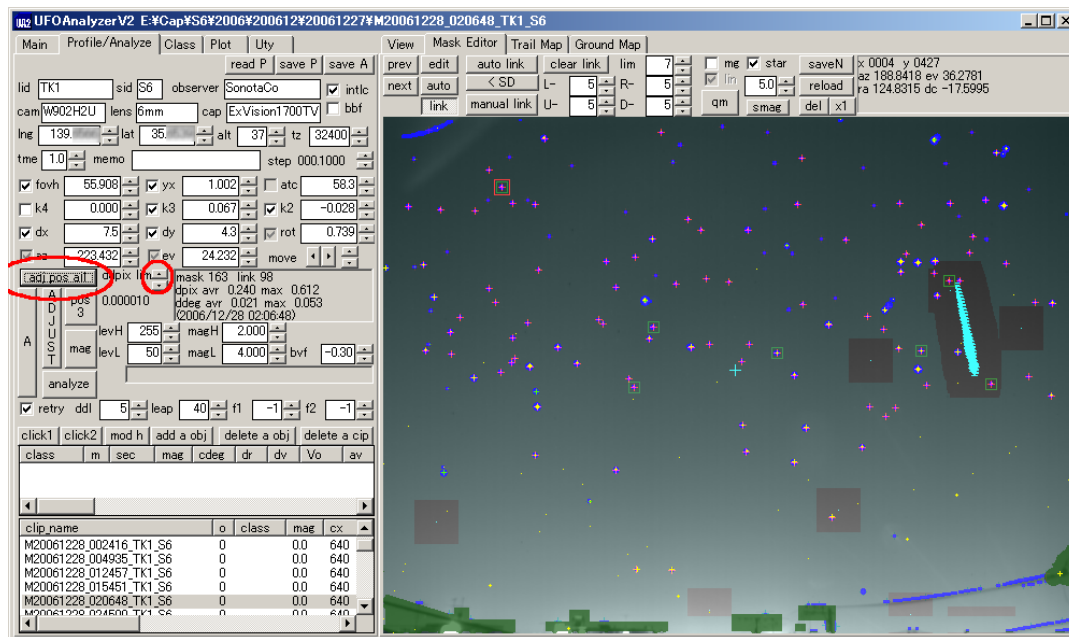 UFOAnalyzerV2 E:¥Cap¥S6¥2006¥200612¥20061227¥M20061228_020648_TK1_S6
Main Profile/Analyze Class Plot Uty
read P save P save A
lid TK1 sid S6 observer SonotaCo intlc
cam W902H2U lens 6mm cap ExVision1700TV bbf
lng 139. lat 35. alt 37 tz 32400
tme 1.0 memo step 000.1000
fovh 55.908 yx 1.002 atc 58.3
k4 0.000 k3 0.067 k2 -0.028
dx 7.5 dy 4.3 rot 0.739
az 223.432 ev 24.232 move
adj pos all ddpix lim
0.000010
mask 163 link 98
dpix avr 0.240 max 0.612
ddeg avr 0.021 max 0.053
(2006/12/28 02:06:48)
A
ADJUST
pos 3
mag
levH 255 magH 2.000
levL 50 magL 4.000 bvf -0.30
analyze
retry ddl 5 leap 40 f1 -1 f2 -1
click1 click2 mod h add a obj delete a obj delete a cip
class m sec mag cdeg dr dv Vo av
clip_name o class mag cx
M20061228_002416_TK1_S6 0 0.0 640
M20061228_004935_TK1_S6 0 0.0 640
M20061228_012457_TK1_S6 0 0.0 640
M20061228_015451_TK1_S6 0 0.0 640
M20061228_020648_TK1_S6 0 0.0 640
M20061228_024500_TK1_S6 0 0.0 640
View Mask Editor Trail Map Ground Map
prev edit auto link clear link lim 7 mg star saveN
next auto < SD L- 5 R- 5 lin 5.0 reload
link manual link U- 5 D- 5 qm smag del x1
x 0004 y 0427
az 188.8418 ev 36.2781
ra 124.8315 dc -17.5995